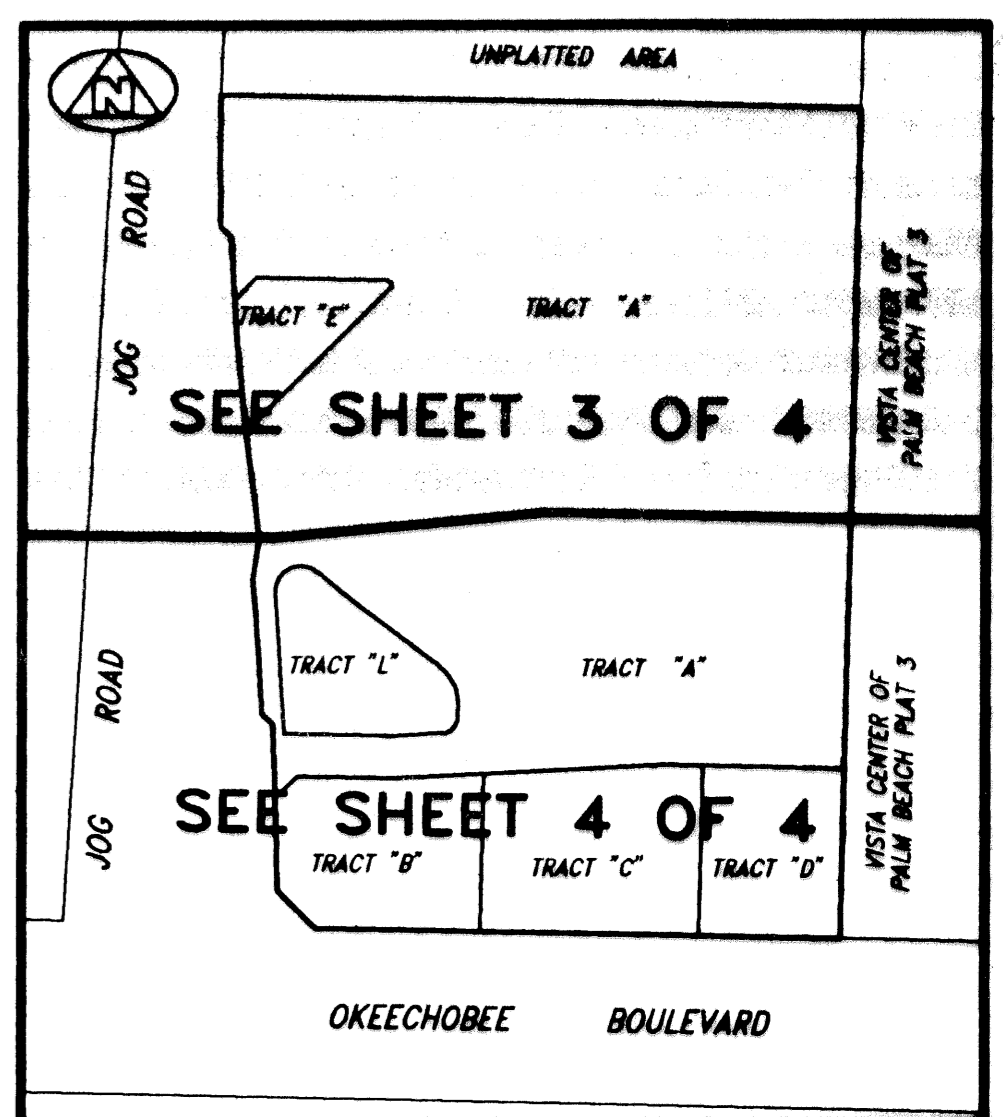 UNPLATTED AREA
N
JOG ROAD
TRACT "E"
TRACT "A"
VISTA CENTER OF
PALM BEACH PLAT 3
SEE SHEET 3 OF 4
TRACT "L"
TRACT "A"
JOG ROAD
VISTA CENTER OF
PALM BEACH PLAT 3
SEE SHEET 4 OF 4
TRACT "B"
TRACT "C"
TRACT "D"
OKEECHOBEE BOULEVARD